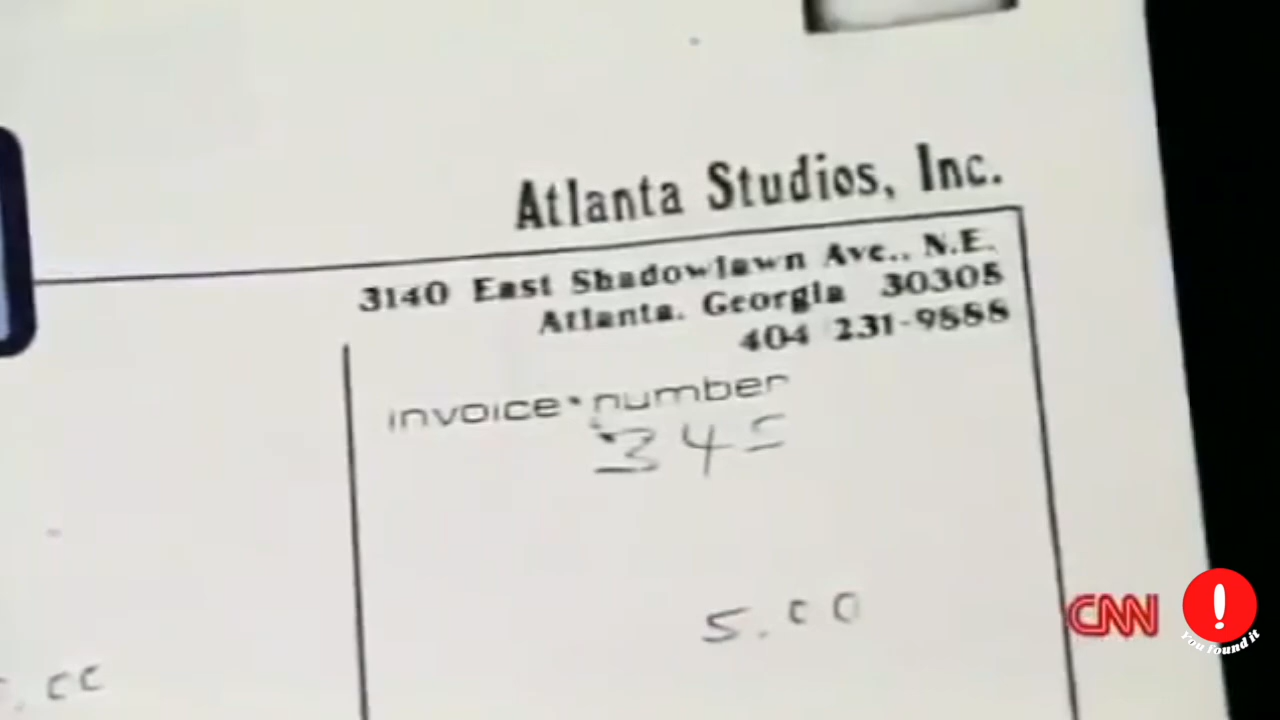 Atlanta Studios, Inc.
3140 East Shadowlawn Ave., N.E.
Atlanta, Georgia 30305
404 231-9888
invoice number
345
5.00
CNN
!
You found it